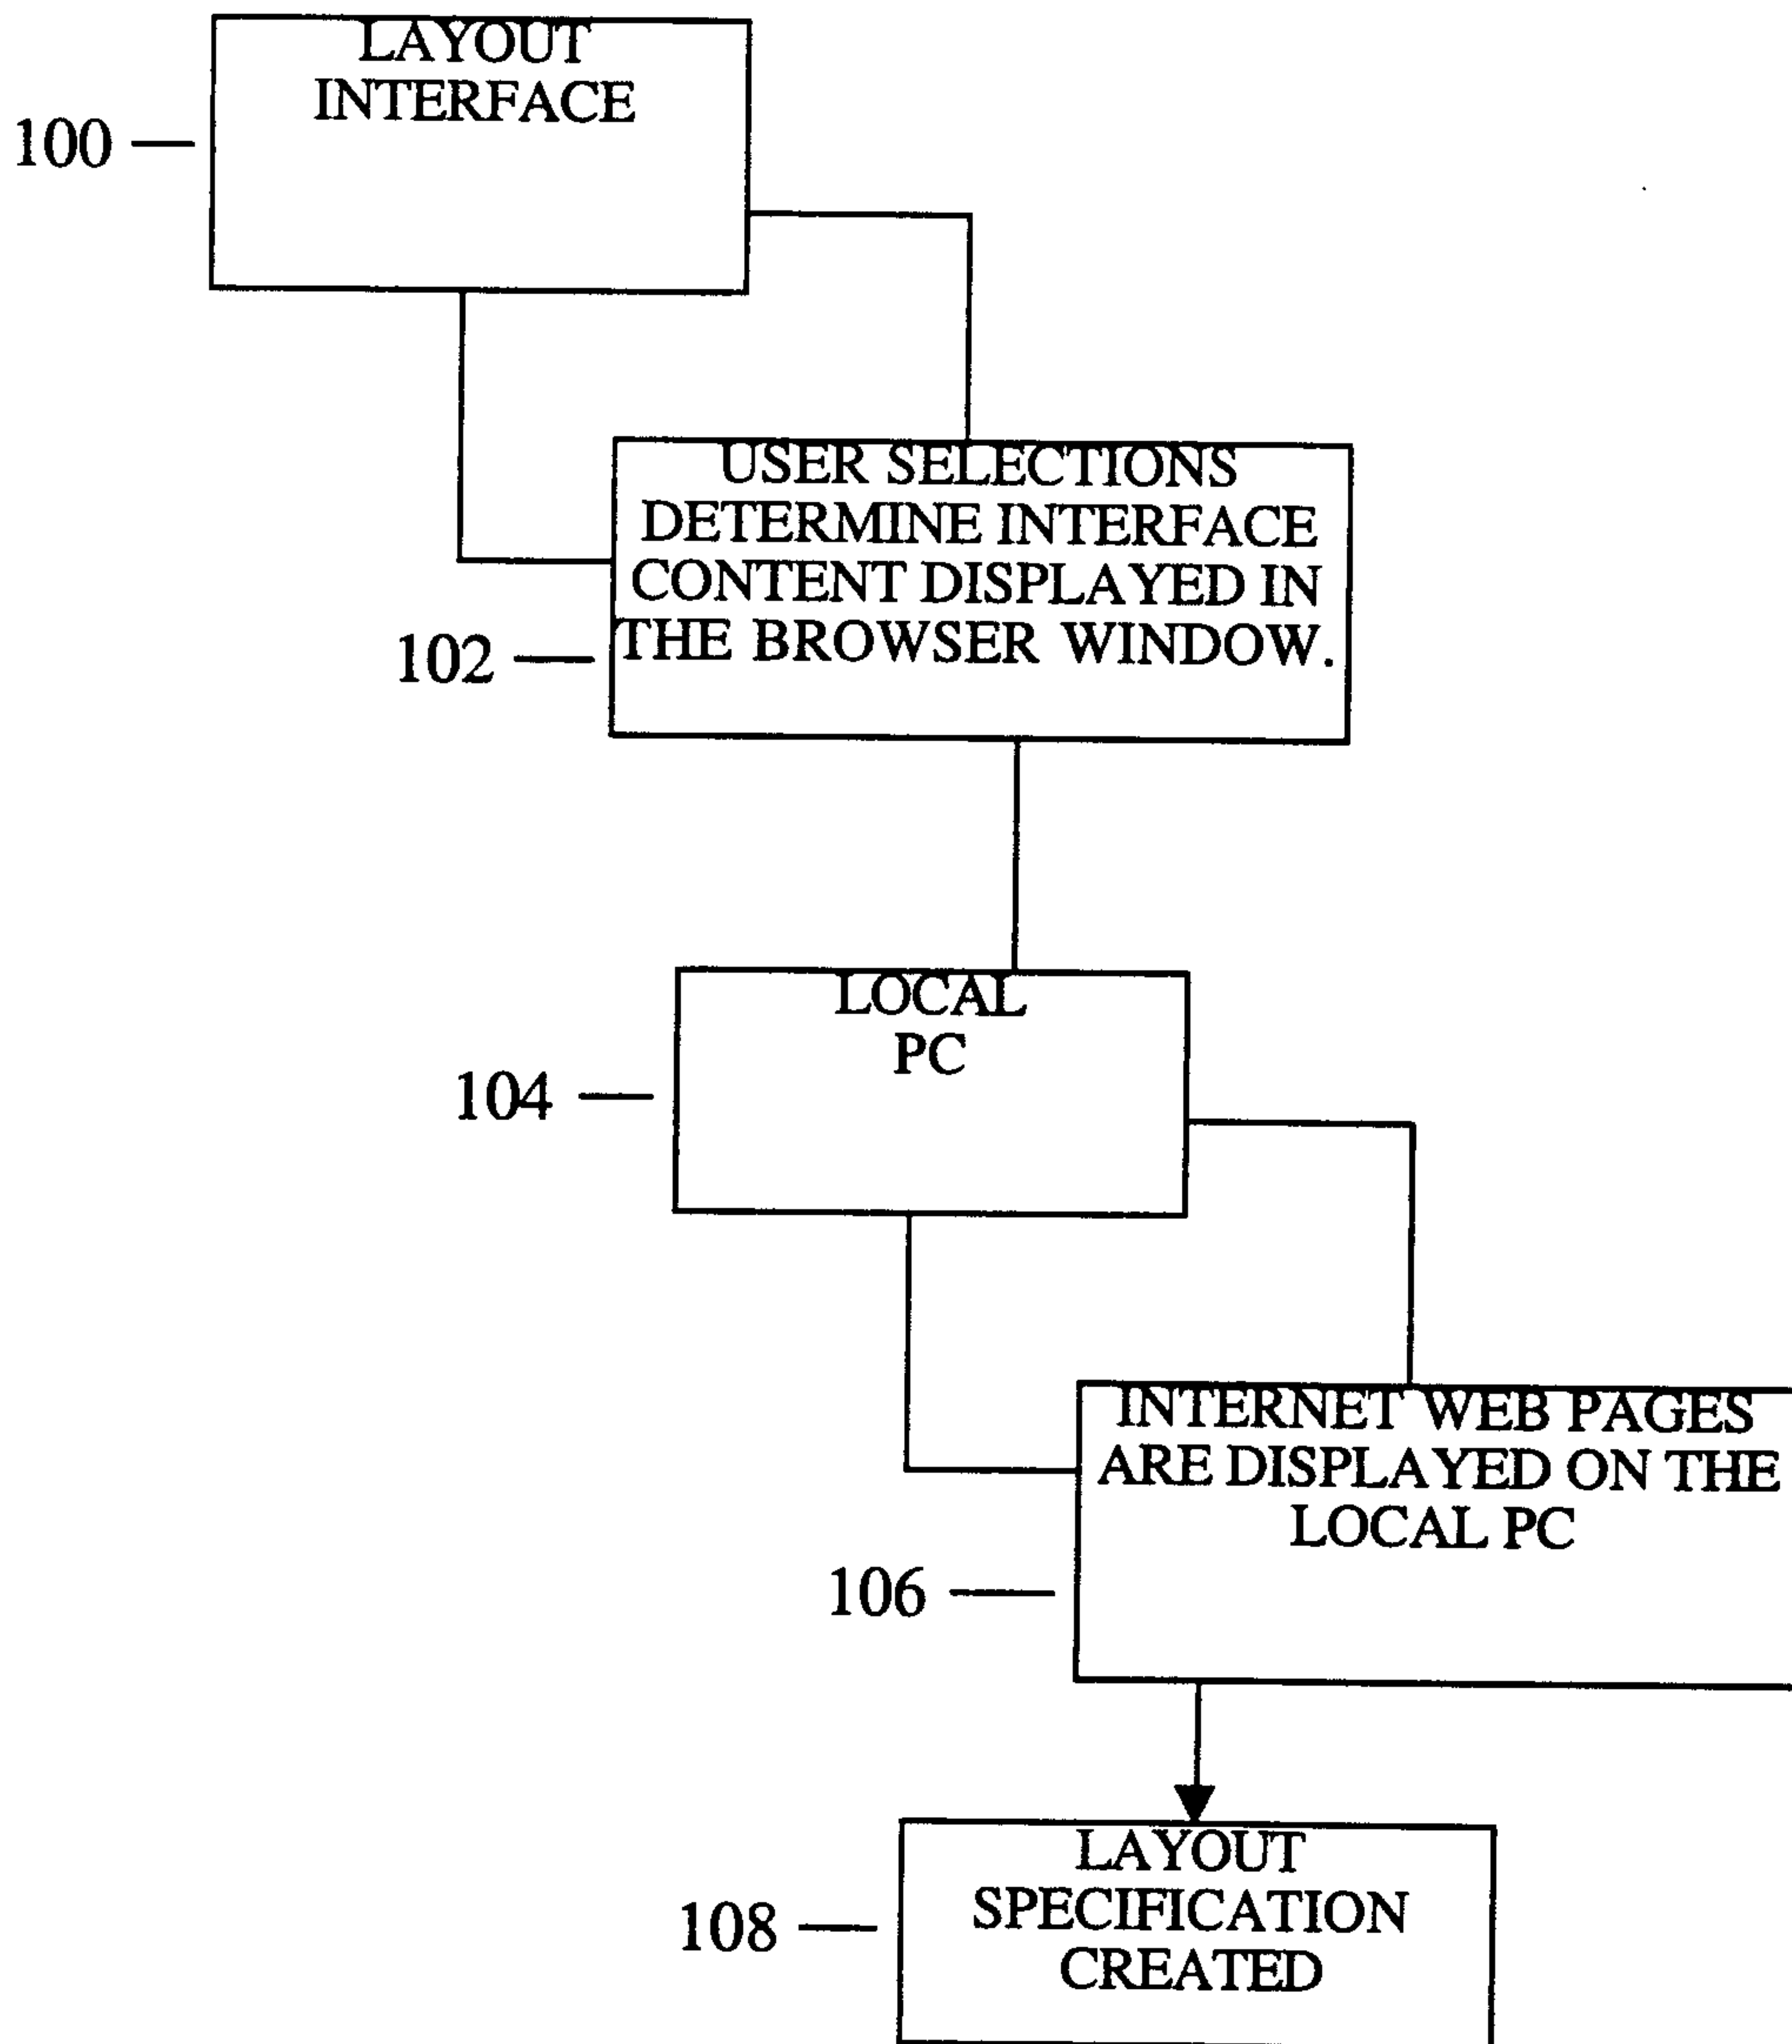 LAYOUT
INTERFACE
100
USER SELECTIONS
DETERMINE INTERFACE
CONTENT DISPLAYED IN
THE BROWSER WINDOW.
102
LOCAL
PC
104
INTERNET WEB PAGES
ARE DISPLAYED ON THE
LOCAL PC
106
LAYOUT
SPECIFICATION
CREATED
108